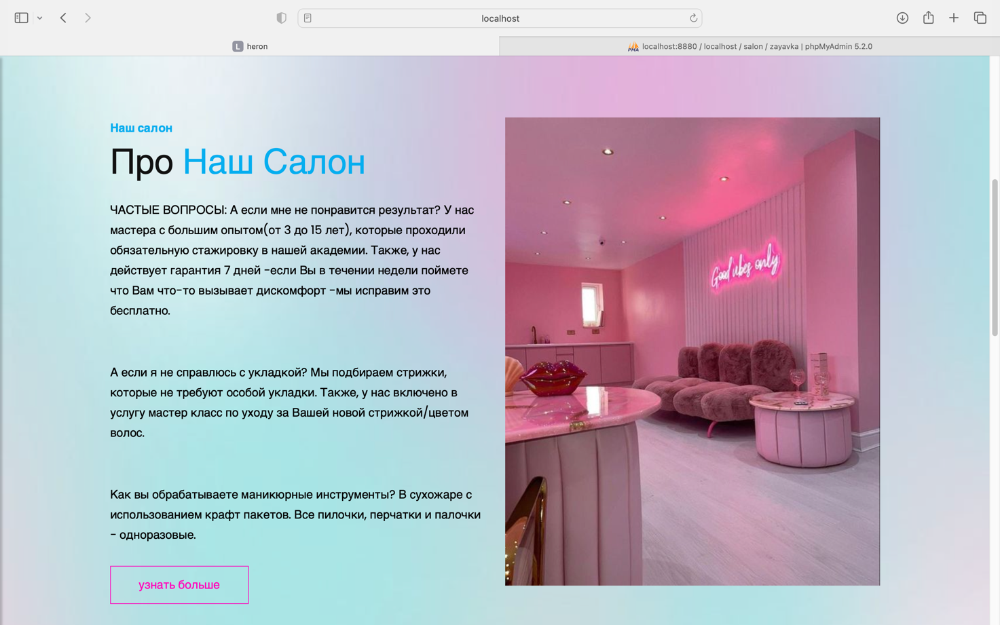 localhost
L heron
PMA localhost:8880 / localhost / salon / zayavka | phpMyAdmin 5.2.0
Наш салон
Про Наш Салон
ЧАСТЫЕ ВОПРОСЫ: А если мне не понравится результат? У нас
мастера с большим опытом(от 3 до 15 лет), которые проходили
обязательную стажировку в нашей академии. Также, у нас
действует гарантия 7 дней -если Вы в течении недели поймете
что Вам что-то вызывает дискомфорт -мы исправим это
бесплатно.
А если я не справлюсь с укладкой? Мы подбираем стрижки,
которые не требуют особой укладки. Также, у нас включено в
услугу мастер класс по уходу за Вашей новой стрижкой/цветом
волос.
Как вы обрабатываете маникюрные инструменты? В сухожаре с
использованием крафт пакетов. Все пилочки, перчатки и палочки
- одноразовые.
узнать больше
Good vibes only